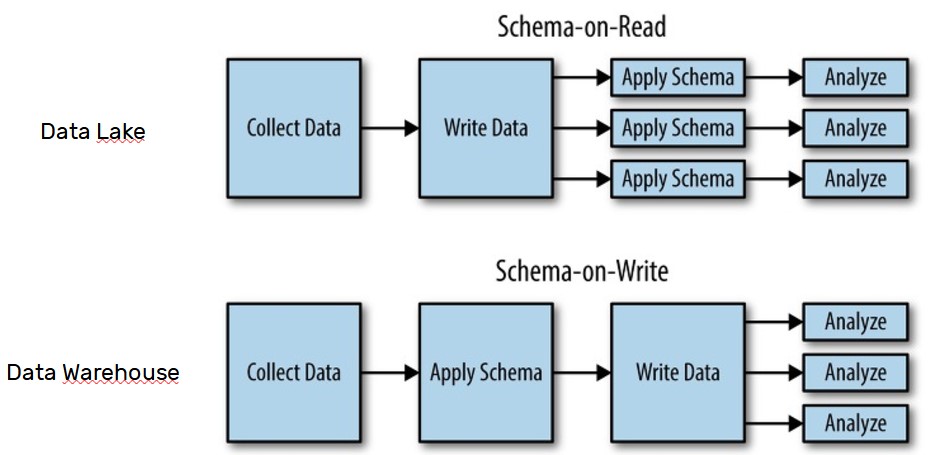 Schema-on-Read
Data Lake
Collect Data
Write Data
Apply Schema
Analyze
Apply Schema
Analyze
Apply Schema
Analyze
Schema-on-Write
Data Warehouse
Collect Data
Apply Schema
Write Data
Analyze
Analyze
Analyze